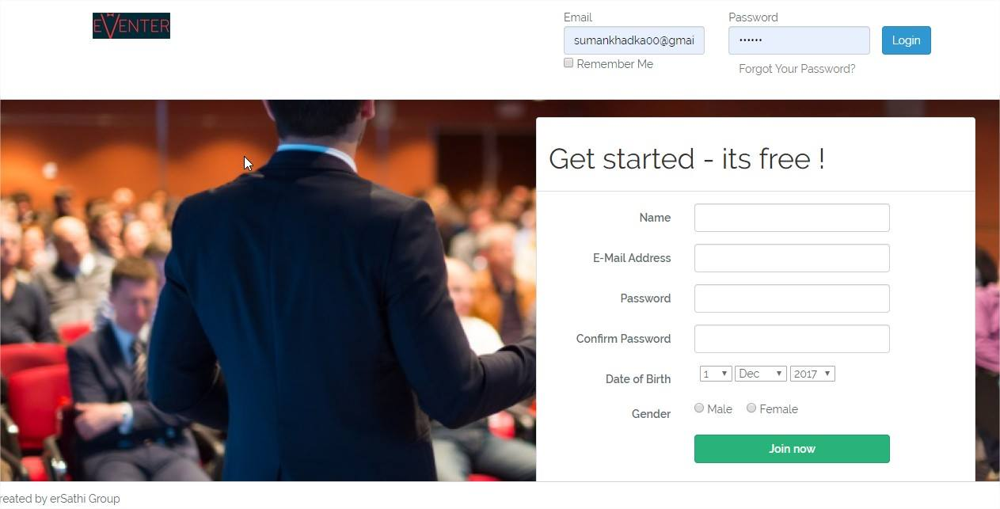 EVENTER
Email
Password
sumankhadka00@gmai
••••••
Login
Remember Me
Forgot Your Password?
Get started - its free !
Name
E-Mail Address
Password
Confirm Password
Date of Birth
1 Dec 2017
Gender
Male Female
Join now
reated by erSathi Group